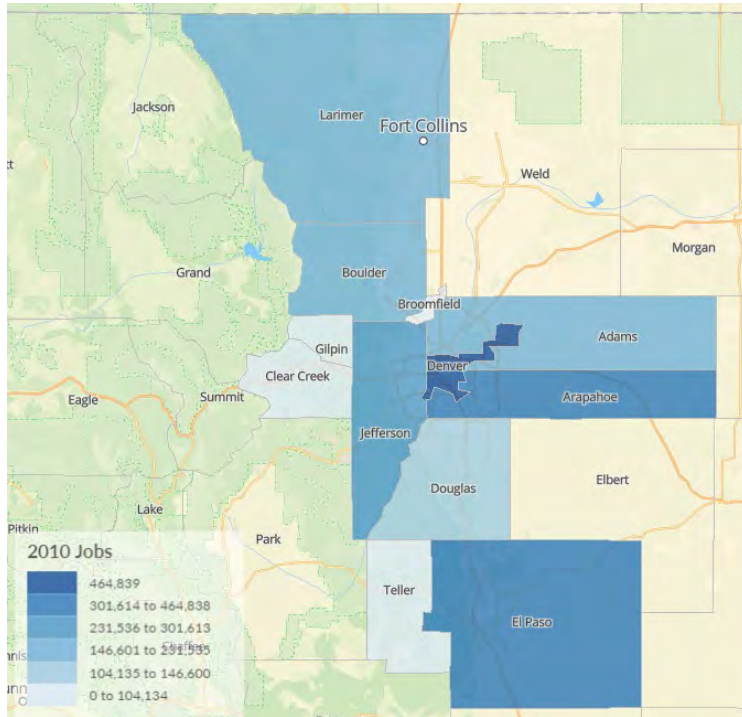 Jackson
Larimer
Fort Collins
Weld
Morgan
Grand
Boulder
Broomfield
Adams
Gilpin
Denver
Clear Creek
Summit
Eagle
Arapahoe
Jefferson
Douglas
Elbert
Lake
Pitkin
Park
2010 Jobs
464,839
301,614 to 464,838
231,536 to 301,613
146,601 to 231,535
104,135 to 146,600
0 to 104,134
Chaffee
Teller
El Paso